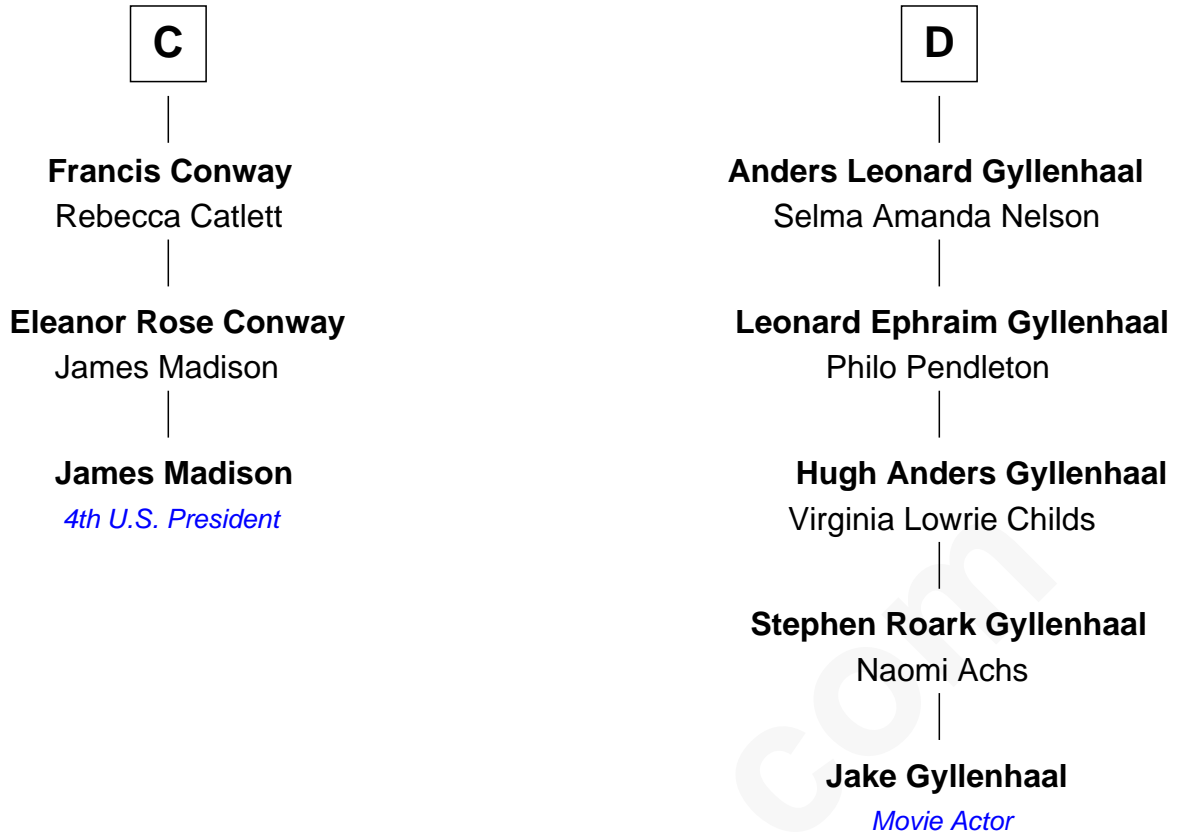 C
Francis Conway
Rebecca Catlett
Eleanor Rose Conway
James Madison
James Madison
4th U.S. President
D
Anders Leonard Gyllenhaal
Selma Amanda Nelson
Leonard Ephraim Gyllenhaal
Philo Pendleton
Hugh Anders Gyllenhaal
Virginia Lowrie Childs
Stephen Roark Gyllenhaal
Naomi Achs
Jake Gyllenhaal
Movie Actor
com